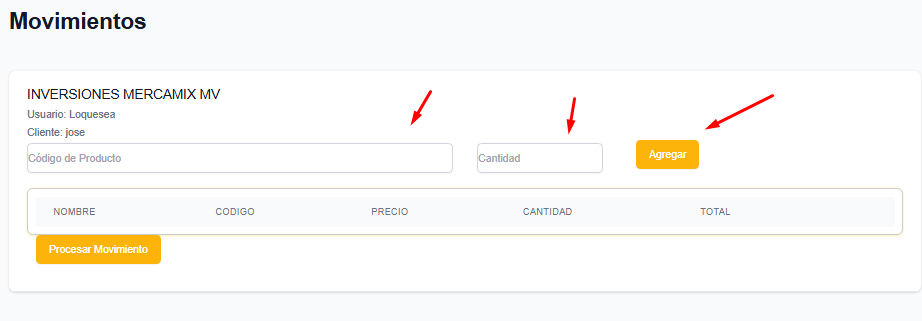 Movimientos
INVERSIONES MERCAMIX MV
Usuario: Loquesea
Cliente: jose
Código de Producto Cantidad Agregar
NOMBRE CODIGO PRECIO CANTIDAD TOTAL
Procesar Movimiento